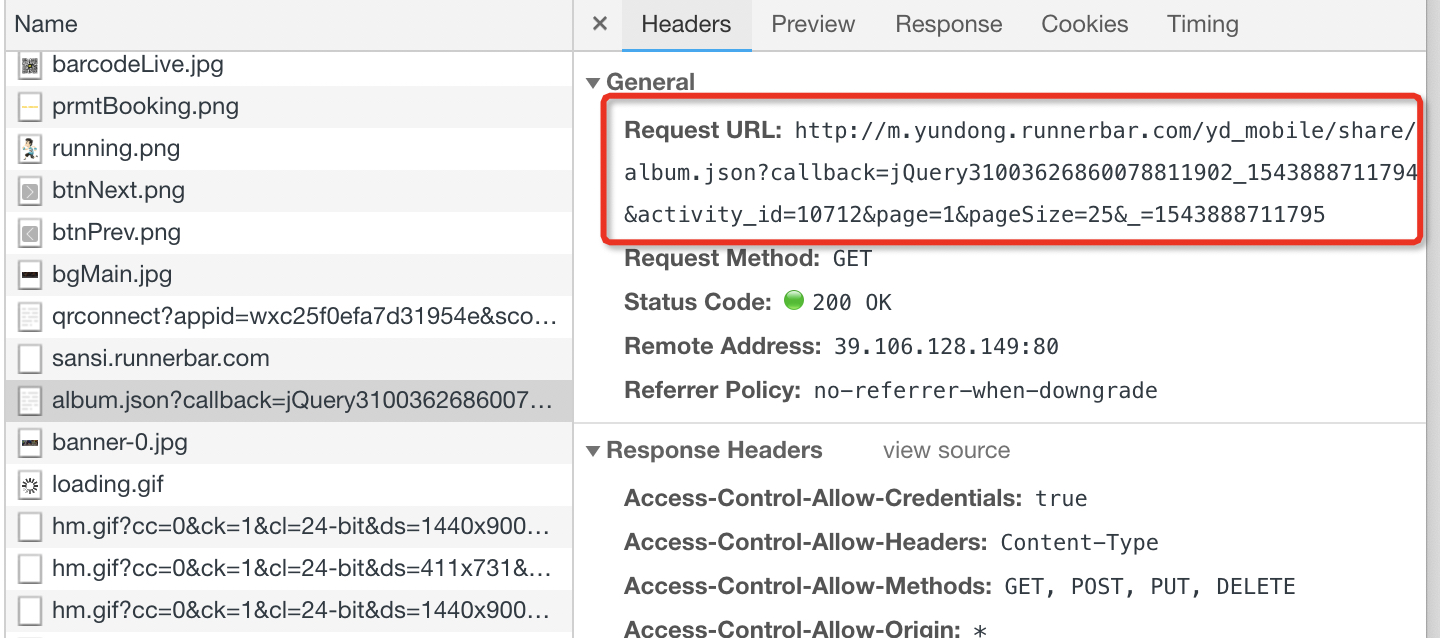 Name
barcodeLive.jpg
prmtBooking.png
running.png
btnNext.png
btnPrev.png
bgMain.jpg
qrconnect?appid=wxc25f0efa7d31954e&sco...
sansi.runnerbar.com
album.json?callback=jQuery3100362686007...
banner-0.jpg
loading.gif
hm.gif?cc=0&ck=1&cl=24-bit&ds=1440x900...
hm.gif?cc=0&ck=1&cl=24-bit&ds=411x731&...
hm.gif?cc=0&ck=1&cl=24-bit&ds=1440x900...
× Headers Preview Response Cookies Timing
▼ General
Request URL: http://m.yundong.runnerbar.com/yd_mobile/share/
album.json?callback=jQuery31003626860078811902_1543888711794
&activity_id=10712&page=1&pageSize=25&_=1543888711795
Request Method: GET
Status Code: 200 OK
Remote Address: 39.106.128.149:80
Referrer Policy: no-referrer-when-downgrade
▼ Response Headers view source
Access-Control-Allow-Credentials: true
Access-Control-Allow-Headers: Content-Type
Access-Control-Allow-Methods: GET, POST, PUT, DELETE
Access-Control-Allow-Origin: *